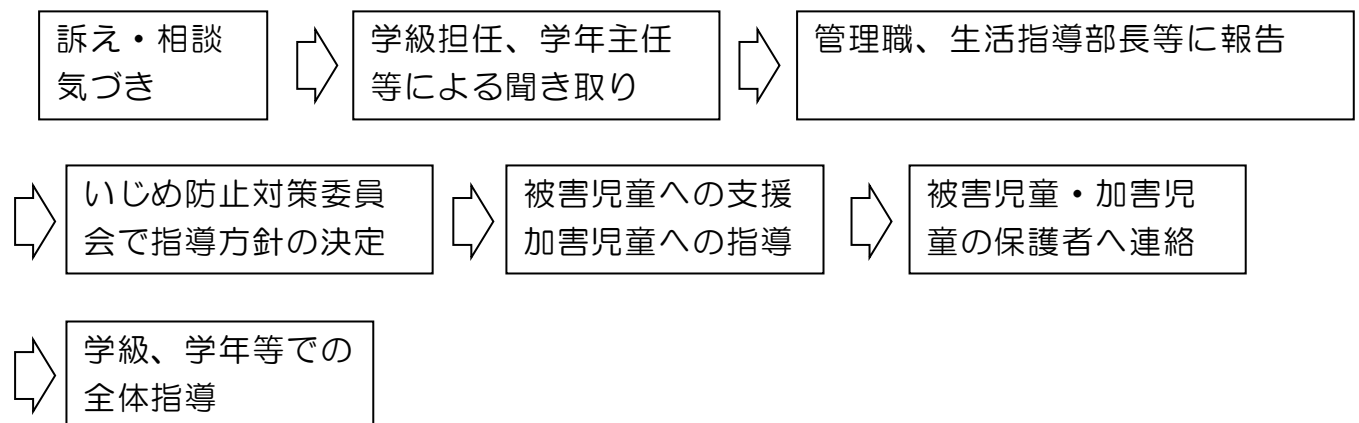 訴え・相談
気づき
学級担任、学年主任
等による聞き取り
管理職、生活指導部長等に報告
いじめ防止対策委員
会で指導方針の決定
被害児童への支援
加害児童への指導
被害児童・加害児
童の保護者へ連絡
学級、学年等での
全体指導